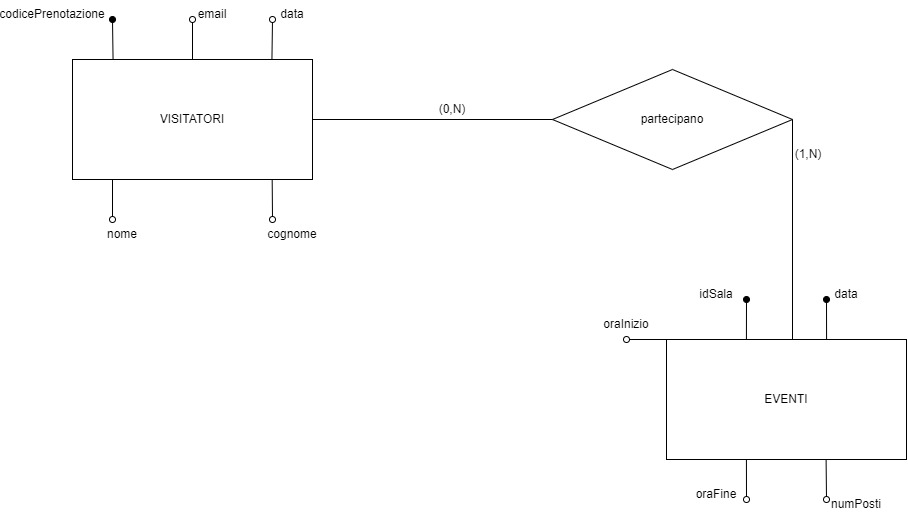 codicePrenotazione
email
data
VISITATORI
(0,N)
partecipano
(1,N)
nome
cognome
idSala
data
oraInizio
EVENTI
oraFine
numPosti